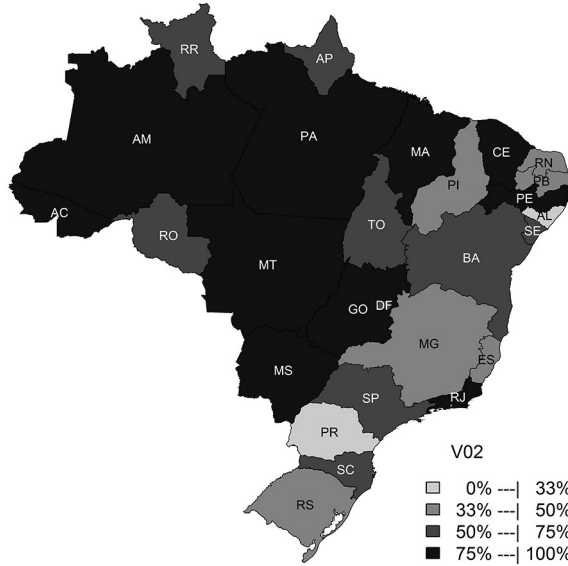 RR
AP
AM
PA
MA
CE
RN
PI
PB
PE
AC
AL
RO
TO
SE
BA
MT
GO
DF
MG
ES
MS
SP
RJ
PR
V02
SC
0% ---| 33%
RS
33% ---| 50%
50% ---| 75%
75% ---| 100%